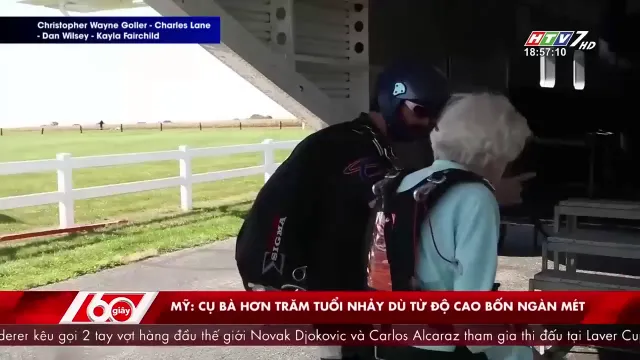 Christopher Wayne Goller - Charles Lane
- Dan Wilsey - Kayla Fairchild
HTV7 HD
18:57:10
SIGMA
60 giây
MỸ: CỤ BÀ HƠN TRĂM TUỔI NHẢY DÙ TỪ ĐỘ CAO BỐN NGÀN MÉT
derer kêu gọi 2 tay vợt hàng đầu thế giới Novak Djokovic và Carlos Alcaraz tham gia thi đấu tại Laver Cu